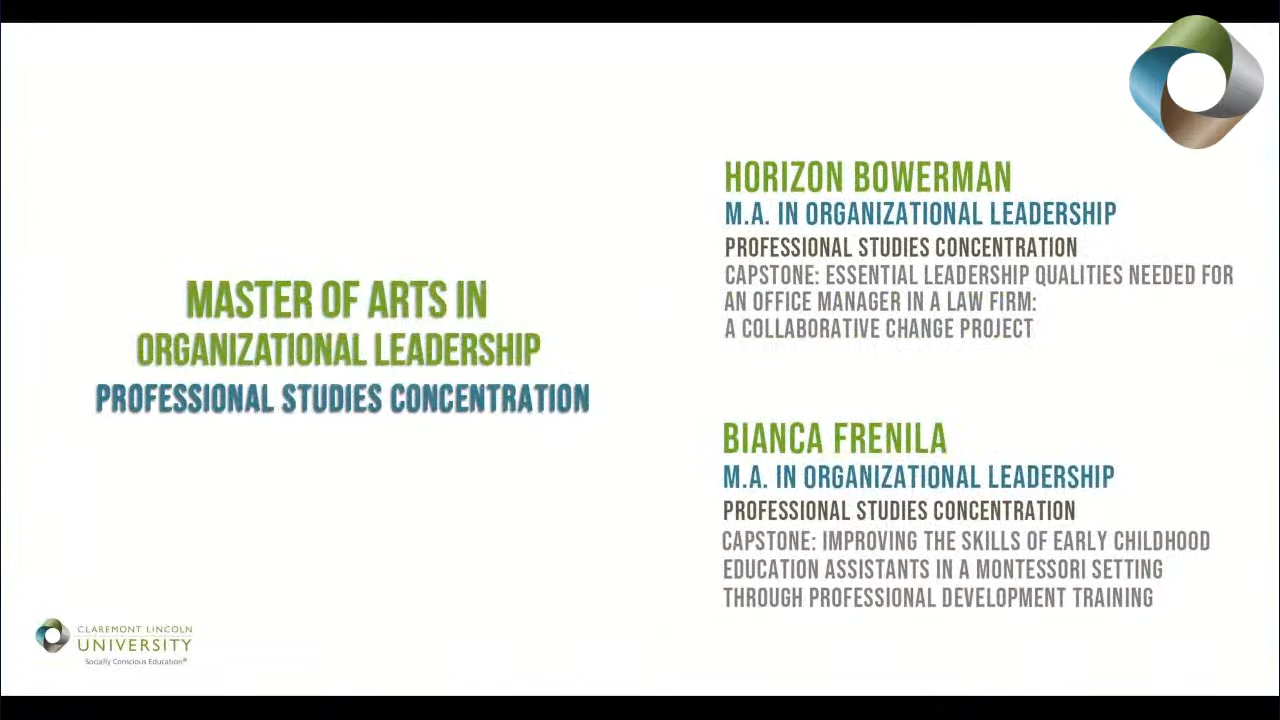 MASTER OF ARTS IN
ORGANIZATIONAL LEADERSHIP
PROFESSIONAL STUDIES CONCENTRATION
HORIZON BOWERMAN
M.A. IN ORGANIZATIONAL LEADERSHIP
PROFESSIONAL STUDIES CONCENTRATION
CAPSTONE: ESSENTIAL LEADERSHIP QUALITIES NEEDED FOR
AN OFFICE MANAGER IN A LAW FIRM:
A COLLABORATIVE CHANGE PROJECT
BIANCA FRENILA
M.A. IN ORGANIZATIONAL LEADERSHIP
PROFESSIONAL STUDIES CONCENTRATION
CAPSTONE: IMPROVING THE SKILLS OF EARLY CHILDHOOD
EDUCATION ASSISTANTS IN A MONTESSORI SETTING
THROUGH PROFESSIONAL DEVELOPMENT TRAINING
CLAREMONT LINCOLN
UNIVERSITY
Socially Conscious Education®